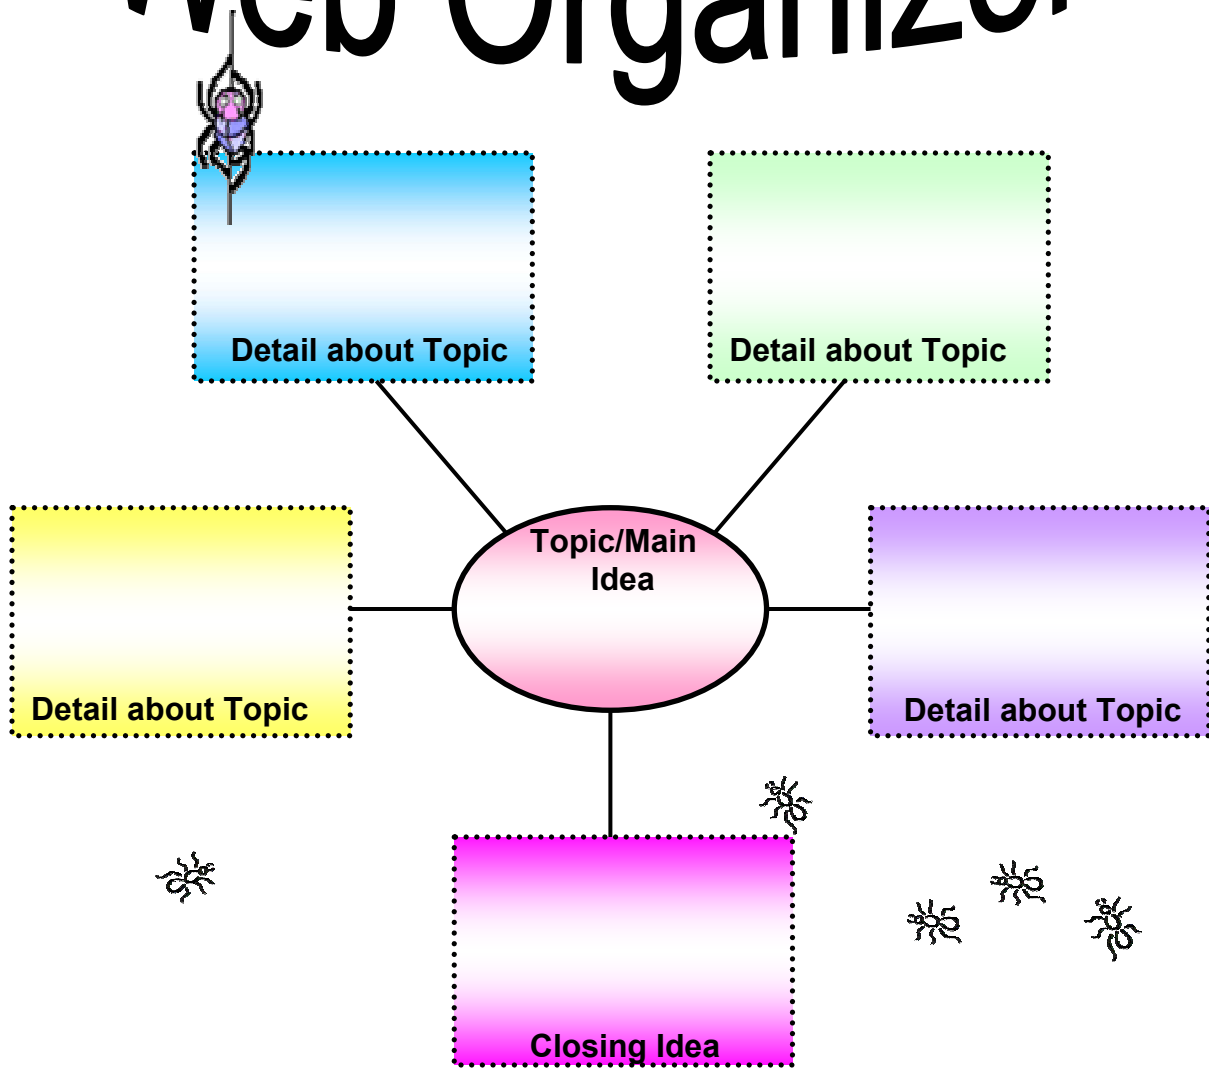 Web Organizer
Detail about Topic
Detail about Topic
Topic/Main
Idea
Detail about Topic
Detail about Topic
Closing Idea